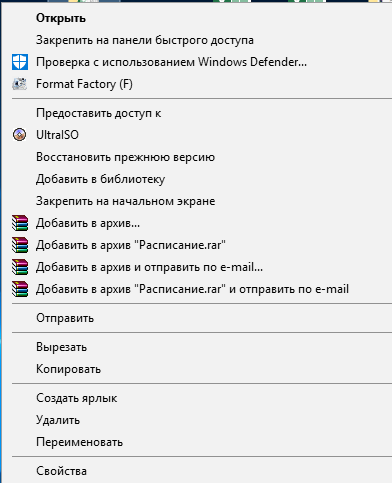 Открыть
Закрепить на панели быстрого доступа
Проверка с использованием Windows Defender...
Format Factory (F)
Предоставить доступ к
UltraISO
Восстановить прежнюю версию
Добавить в библиотеку
Закрепить на начальном экране
Добавить в архив...
Добавить в архив "Расписание.rar"
Добавить в архив и отправить по e-mail...
Добавить в архив "Расписание.rar" и отправить по e-mail
Отправить
Вырезать
Копировать
Создать ярлык
Удалить
Переименовать
Свойства